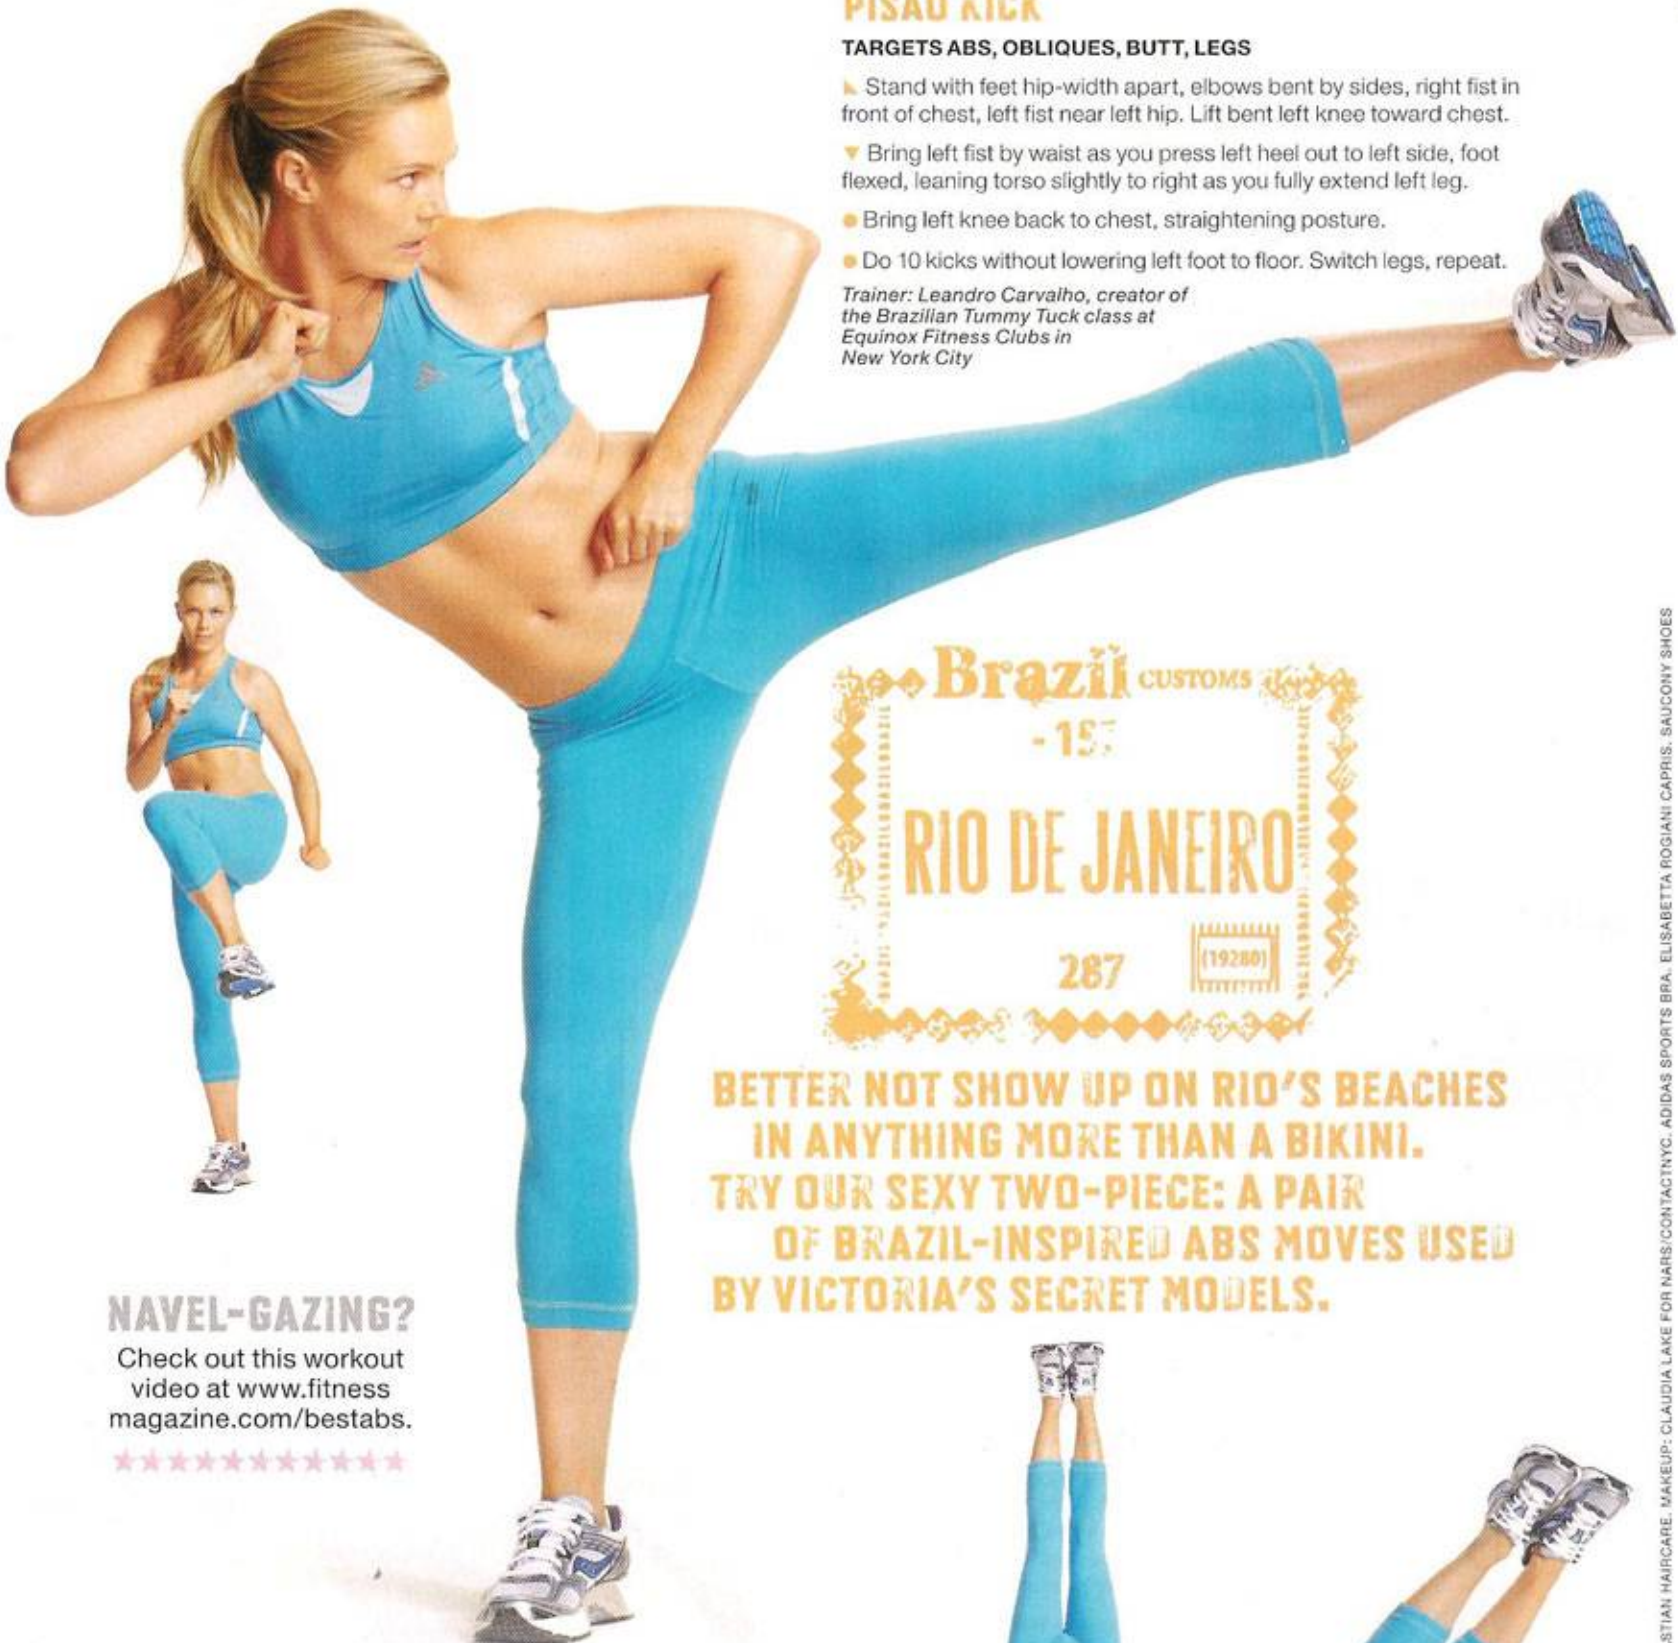 PISAO KICK
TARGETS ABS, OBLIQUES, BUTT, LEGS
Stand with feet hip-width apart, elbows bent by sides, right fist in
front of chest, left fist near left hip. Lift bent left knee toward chest.
Bring left fist by waist as you press left heel out to left side, foot
flexed, leaning torso slightly to right as you fully extend left leg.
Bring left knee back to chest, straightening posture.
Do 10 kicks without lowering left foot to floor. Switch legs, repeat.
Trainer: Leandro Carvalho, creator of
the Brazilian Tummy Tuck class at
Equinox Fitness Clubs in
New York City
Brazil CUSTOMS
RIO DE JANEIRO
287
(19280)
BETTER NOT SHOW UP ON RIO'S BEACHES
IN ANYTHING MORE THAN A BIKINI.
TRY OUR SEXY TWO-PIECE: A PAIR
OF BRAZIL-INSPIRED ABS MOVES USED
BY VICTORIA'S SECRET MODELS.
NAVEL-GAZING?
Check out this workout
video at www.fitness
magazine.com/bestabs.
HAIRCARE. MAKEUP: CLAUDIA LAKE FOR NARS/CONTACTNYC. ADIDAS SPORTS BRA. ELISABETTA ROGIANI CAPRIS. SAUCONY SHOES